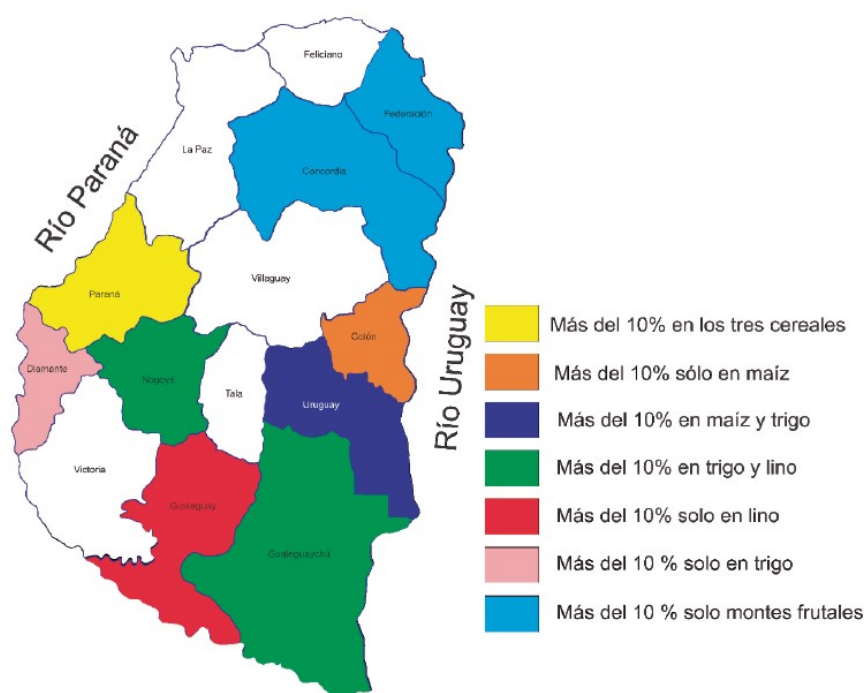 Feliciano
Federación
La Paz
Concordia
Río Paraná
Villaguay
Paraná
Colón
Diamante
Nogoyá
Tala
Uruguay
Río Uruguay
Victoria
Gualeguay
Gualeguaychú
Más del 10% en los tres cereales
Más del 10% sólo en maíz
Más del 10% en maíz y trigo
Más del 10% en trigo y lino
Más del 10% solo en lino
Más del 10 % solo en trigo
Más del 10 % solo montes frutales